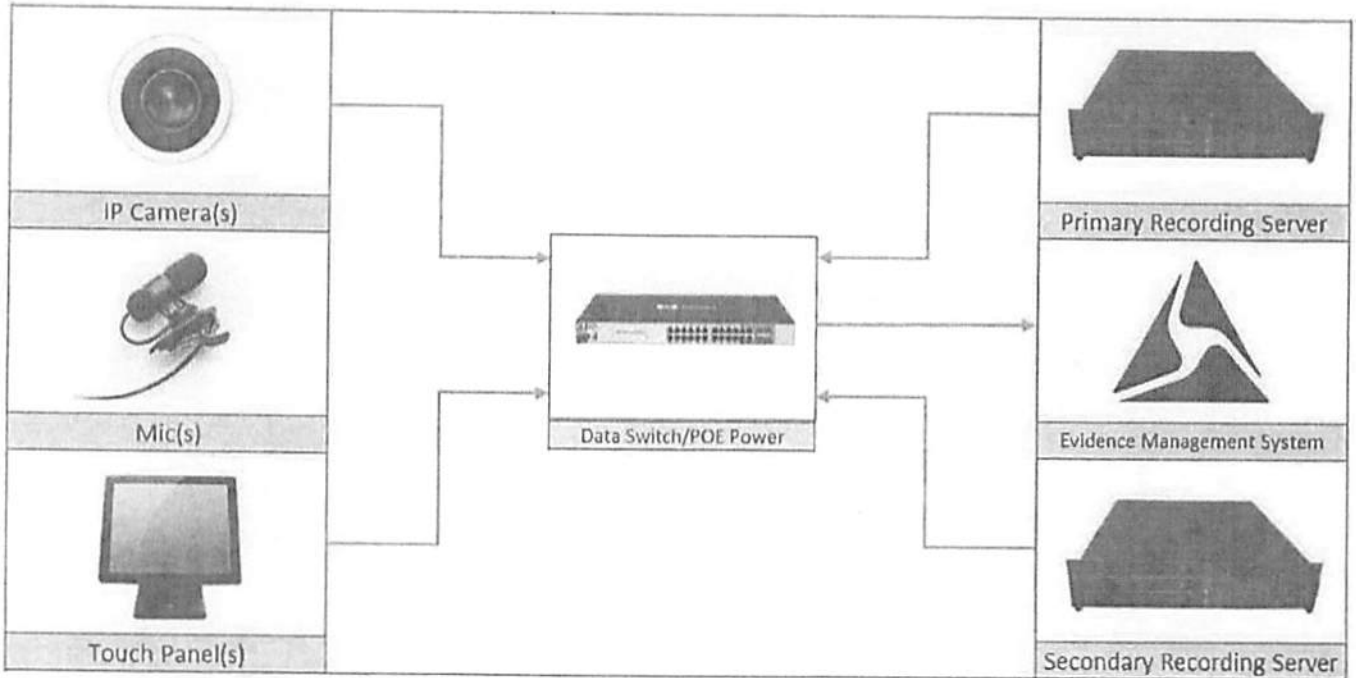 IP Camera(s)
Mic(s)
Touch Panel(s)
Data Switch/POE Power
Primary Recording Server
Evidence Management System
Secondary Recording Server